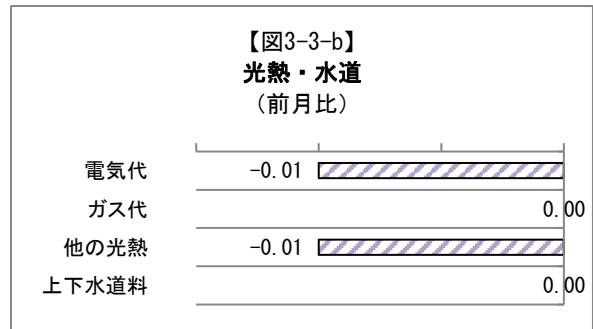 【図3-3-b】
光熱・水道
（前月比）
電気代 -0.01
ガス代 0.00
他の光熱 -0.01
上下水道料 0.00